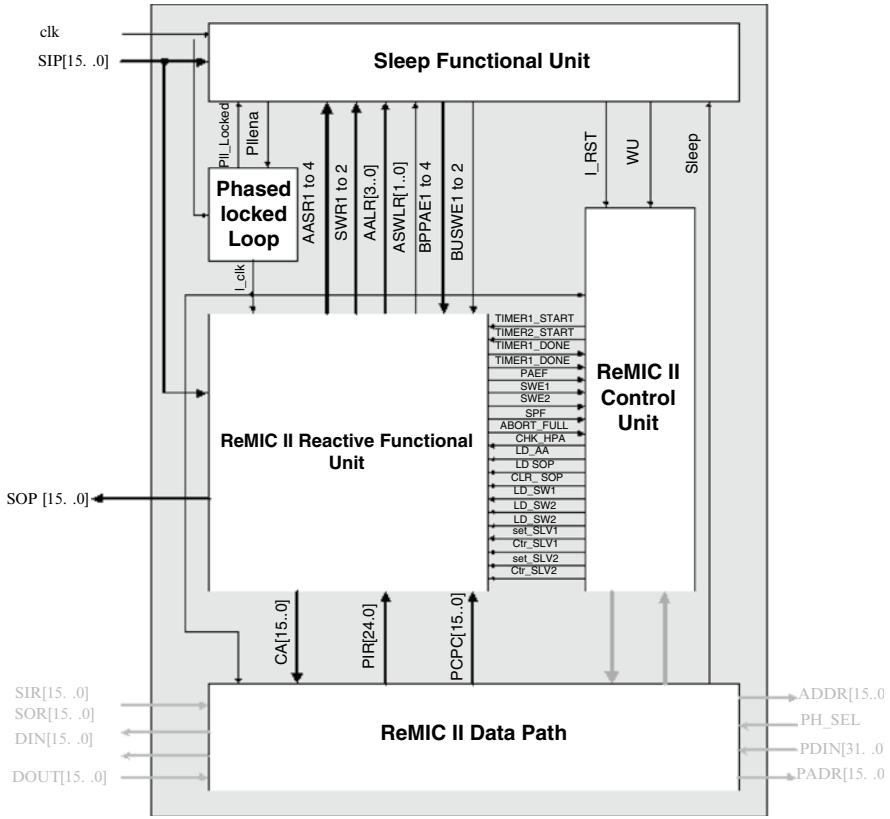 clk
SIP[15. .0]
Sleep Functional Unit
Pll_Locked
Pllena
AASR1 to 4
SWR1 to 2
AALR[3..0]
ASWLR[1..0]
BPPAE1 to 4
BUSWE1 to 2
I_RST
WU
Sleep
Phased
locked
Loop
I_clk
TIMER1_START
TIMER2_START
TIMER1_DONE
TIMER1_DONE
PAEF
SWE1
SWE2
SPF
ABORT_FULL
CHK_HPA
LD_AA
LD SOP
CLR_ SOP
LD_SW1
LD_SW2
LD_SW2
set_SLV1
Ctr_SLV1
set_SLV2
Ctr_SLV2
ReMIC II
Control
Unit
ReMIC II Reactive Functional
Unit
SOP [15. .0]
CA[15..0]
PIR[24.0]
PCPC[15..0]
SIR[15. .0]
SOR[15. .0]
DIN[15. .0]
DOUT[15. .0]
ReMIC II Data Path
ADDR[15..0
PH_SEL
PDIN[31. .0]
PADR[15. .0]